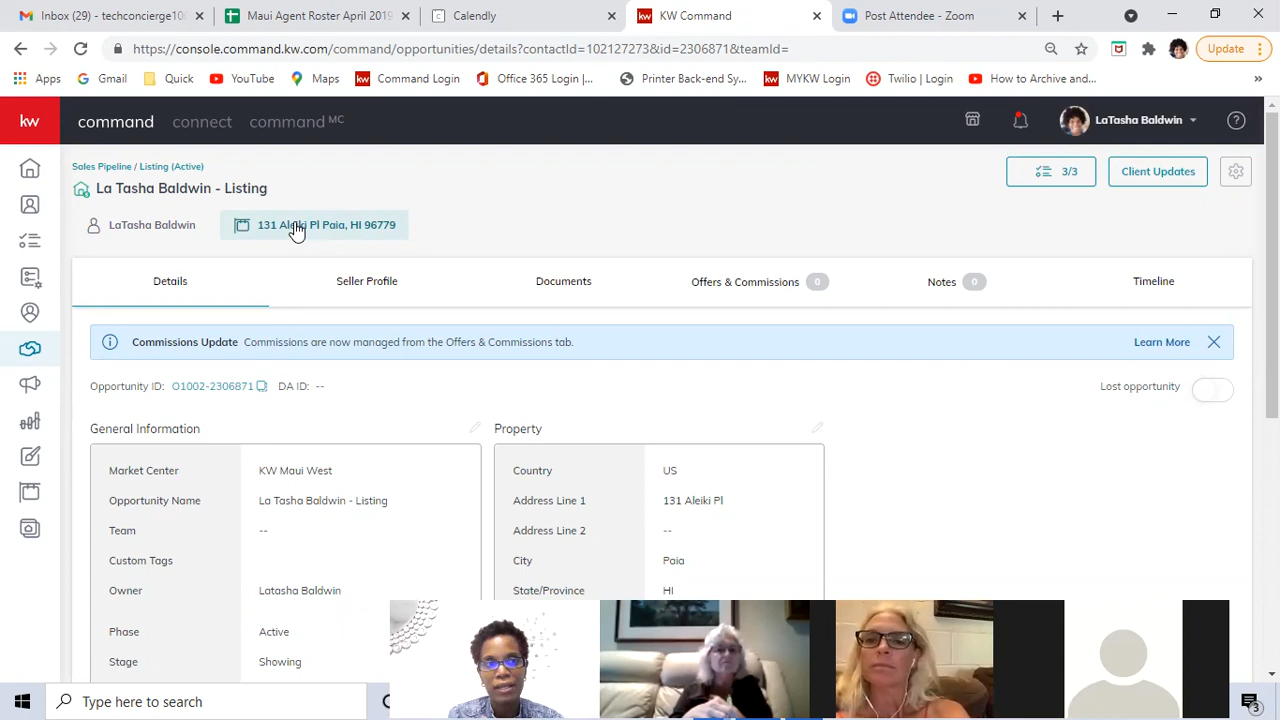 Inbox (29) - techconcierge10
Maui Agent Roster April 2019
Calendly
KW Command
Post Attendee - Zoom
https://console.command.kw.com/command/opportunities/details?contactId=102127273&id=2306871&teamId=
Update
Apps
Gmail
Quick
YouTube
Maps
Command Login
Office 365 Login |...
Printer Back-end Sy...
MYKW Login
Twilio | Login
How to Archive and...
kw
command
connect
command MC
LaTasha Baldwin
Sales Pipeline / Listing (Active)
La Tasha Baldwin - Listing
3/3
Client Updates
LaTasha Baldwin
131 Aleiki Pl Paia, HI 96779
Details
Seller Profile
Documents
Offers & Commissions 0
Notes 0
Timeline
Commissions Update Commissions are now managed from the Offers & Commissions tab.
Learn More
Opportunity ID: O1002-2306871
DA ID: --
Lost opportunity
General Information
Market Center KW Maui West
Opportunity Name La Tasha Baldwin - Listing
Team --
Custom Tags
Owner Latasha Baldwin
Phase Active
Stage Showing
Property
Country US
Address Line 1 131 Aleiki Pl
Address Line 2 --
City Paia
State/Province HI
Type here to search
3